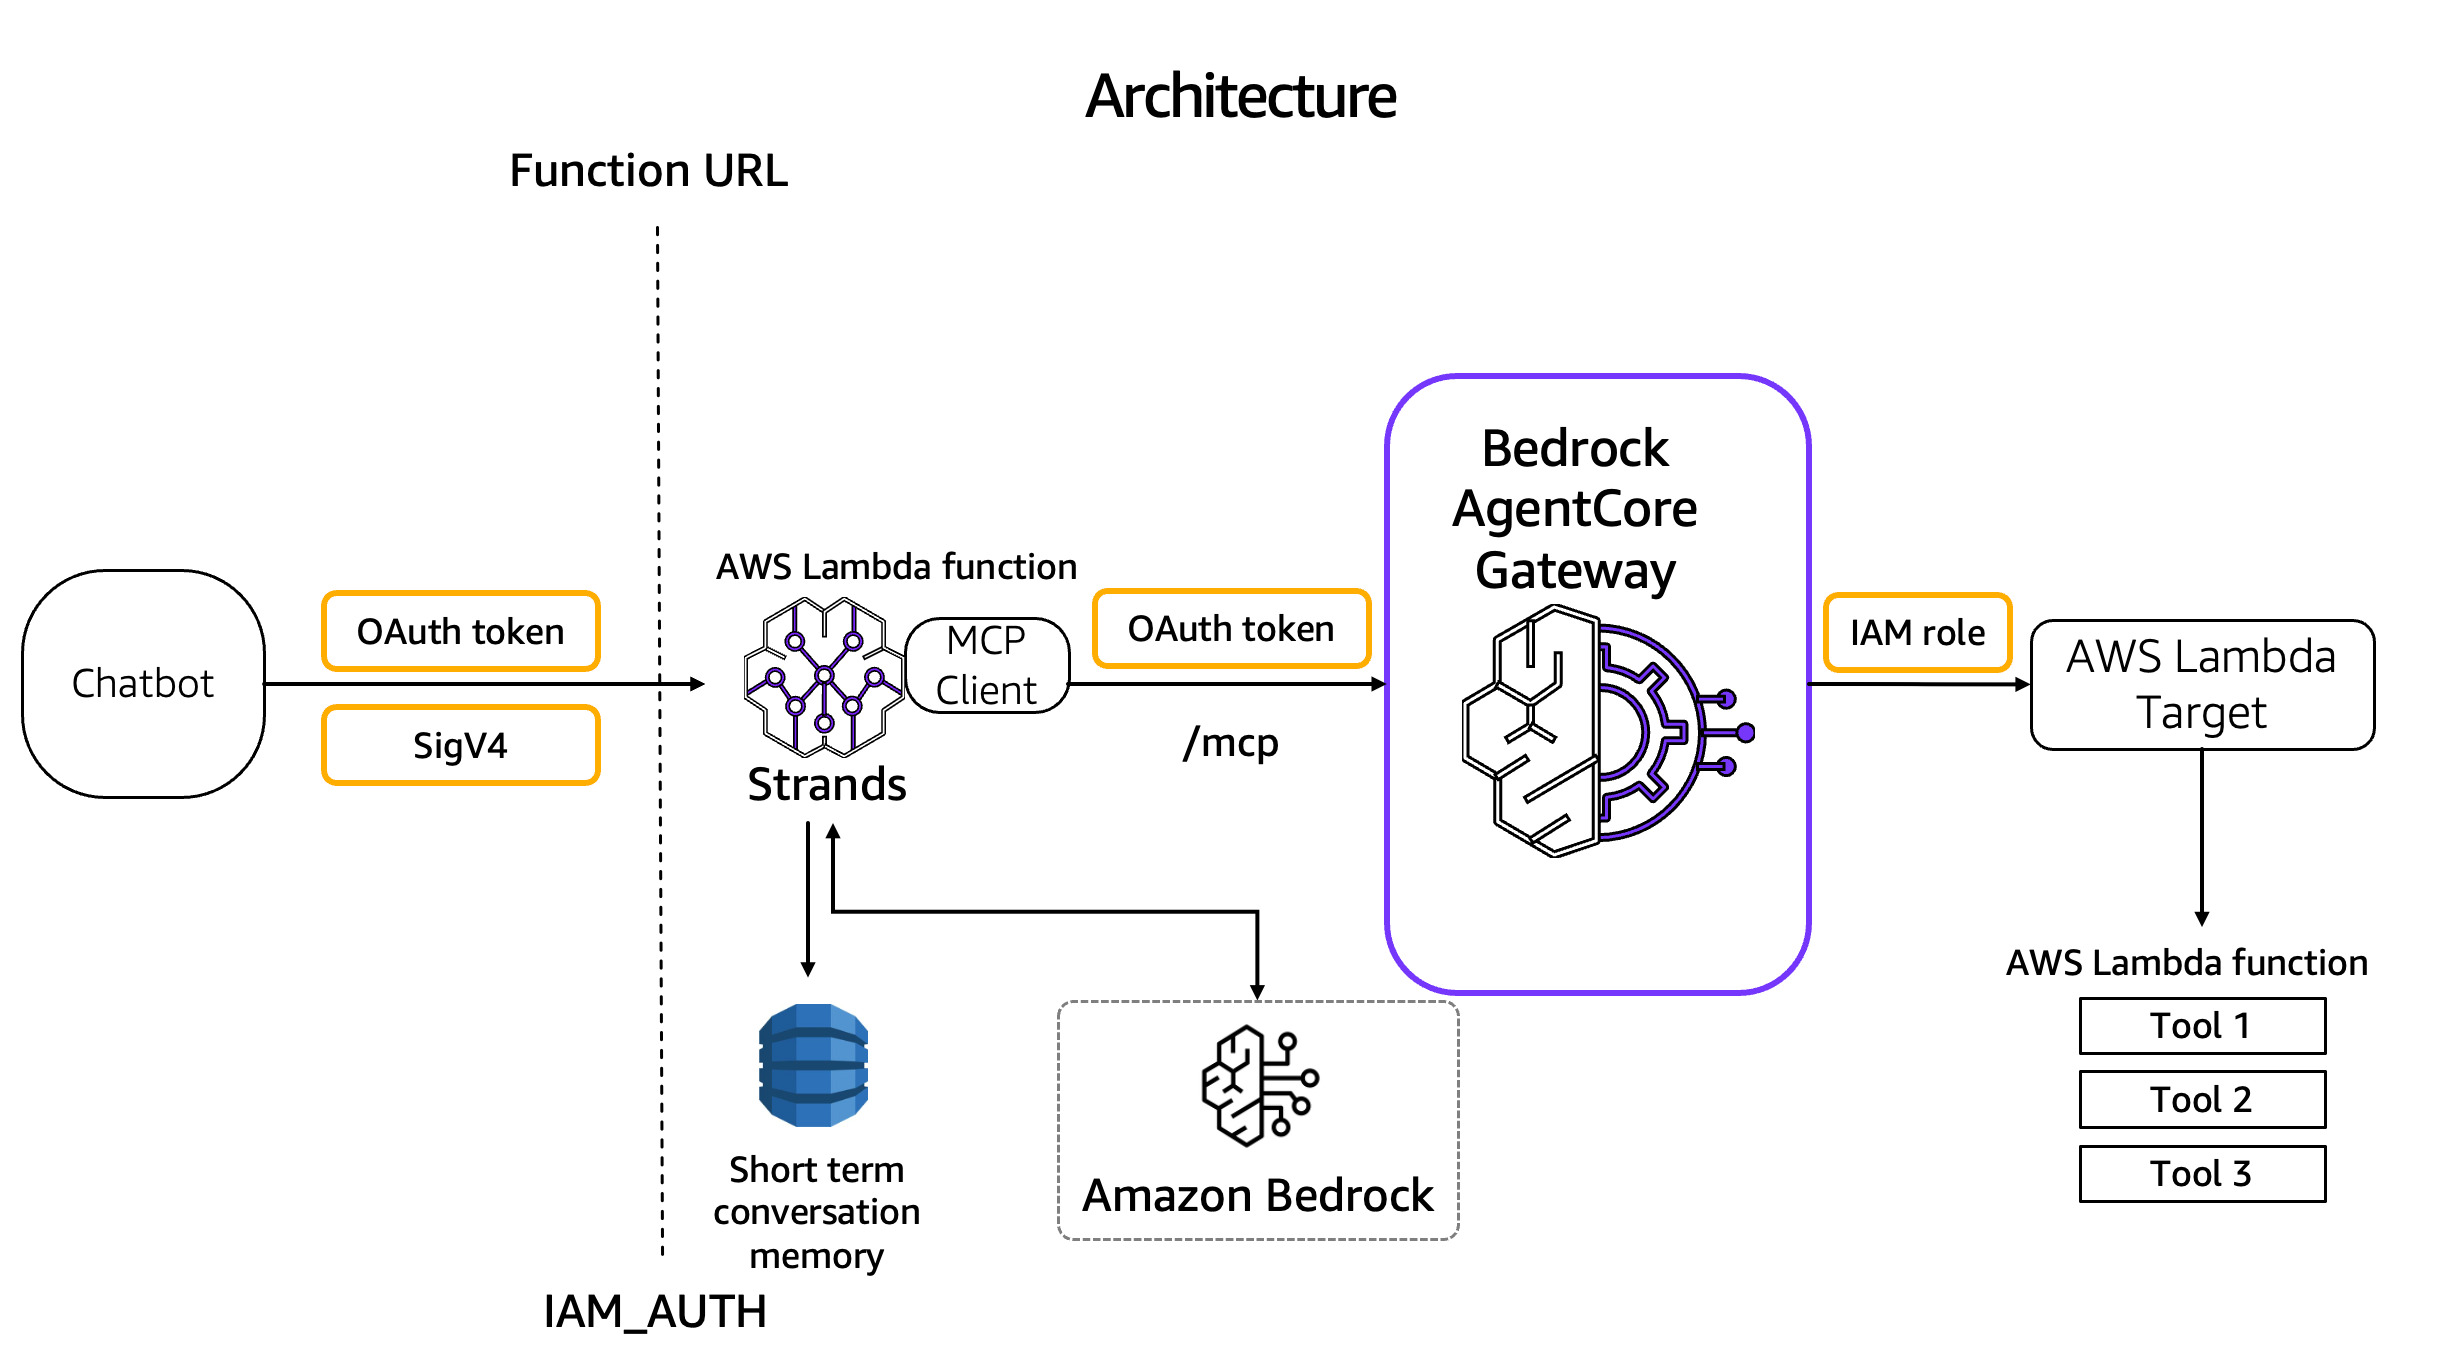 Architecture
Function URL
Chatbot
OAuth token
SigV4
AWS Lambda function
MCP
Client
Strands
OAuth token
/mcp
Bedrock
AgentCore
Gateway
IAM role
AWS Lambda
Target
AWS Lambda function
Tool 1
Tool 2
Tool 3
Short term
conversation
memory
Amazon Bedrock
IAM_AUTH